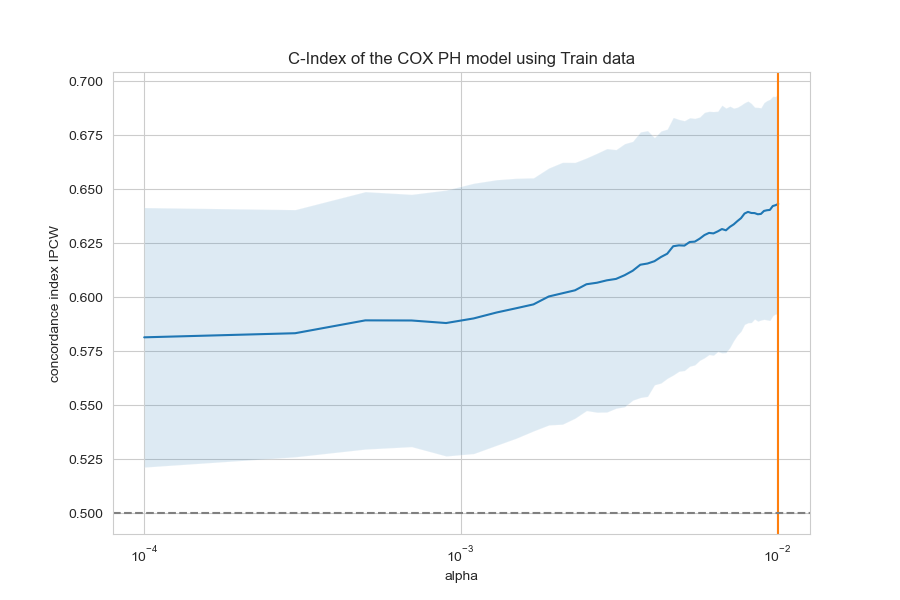 C-Index of the COX PH model using Train data
0.700
0.675
0.650
0.625
0.600
0.575
0.550
0.525
0.500
concordance index IPCW
10⁻⁴ 10⁻³ 10⁻²
alpha